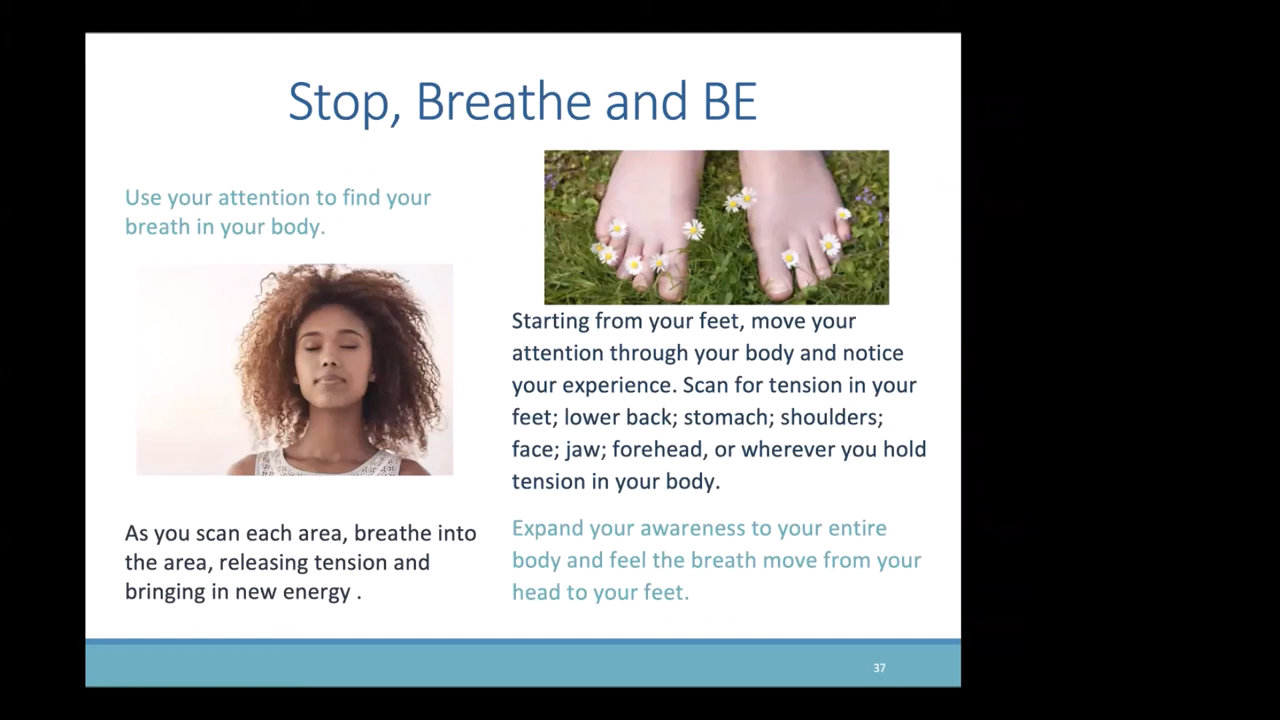 Stop, Breathe and BE
Use your attention to find your
breath in your body.
As you scan each area, breathe into
the area, releasing tension and
bringing in new energy .
Starting from your feet, move your
attention through your body and notice
your experience. Scan for tension in your
feet; lower back; stomach; shoulders;
face; jaw; forehead, or wherever you hold
tension in your body.
Expand your awareness to your entire
body and feel the breath move from your
head to your feet.
37